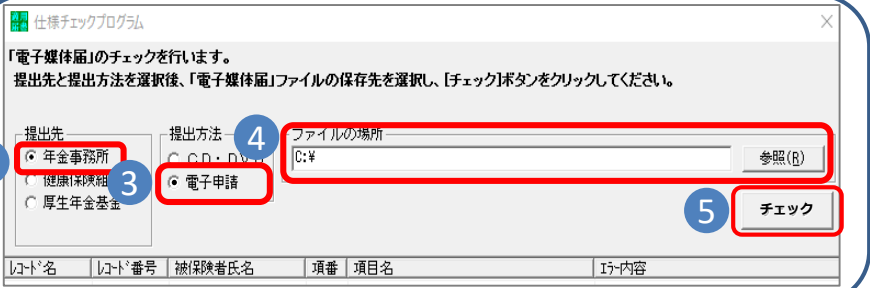 仕様チェックプログラム
「電子媒体届」のチェックを行います。
提出先と提出方法を選択後、「電子媒体届」ファイルの保存先を選択し、[チェック]ボタンをクリックしてください。
提出先
提出方法
4
ファイルの場所
年金事務所
CD・DVD
C:¥
参照(R)
健康保険組
3
電子申請
厚生年金基金
5
チェック
ﾚｺｰﾄﾞ名
ﾚｺｰﾄﾞ番号
被保険者氏名
項番
項目名
ｴﾗｰ内容